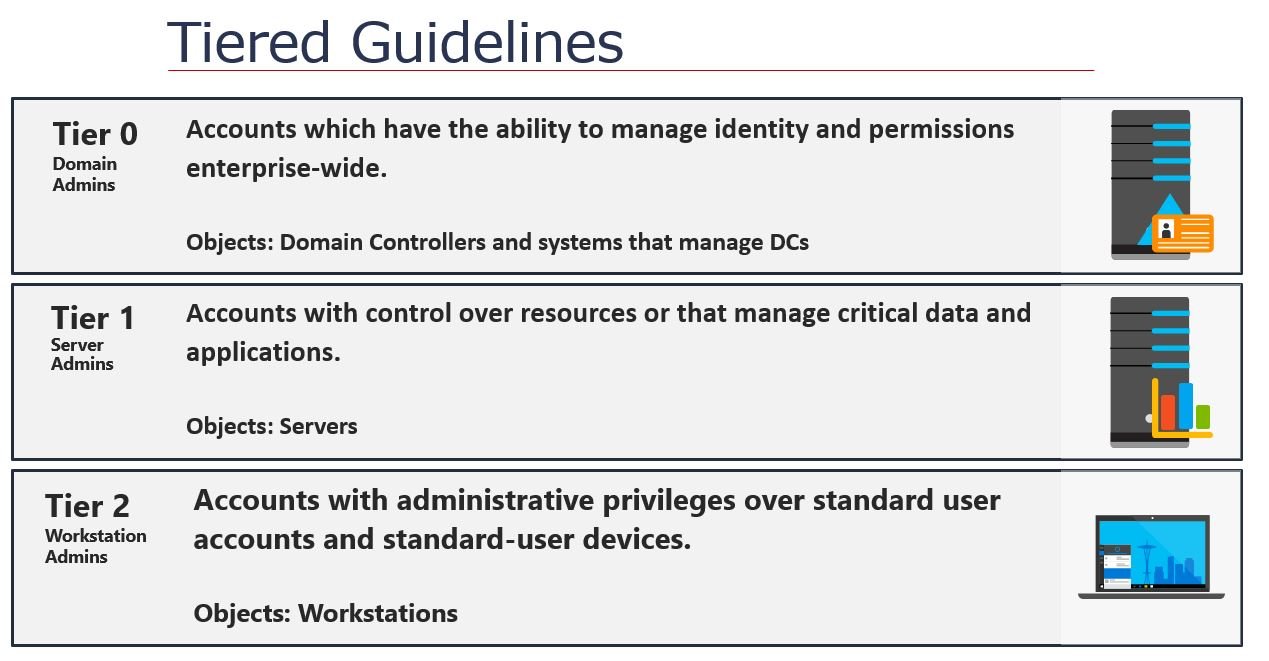 Tiered Guidelines
Tier 0
Domain
Admins
Accounts which have the ability to manage identity and permissions
enterprise-wide.
Objects: Domain Controllers and systems that manage DCs
Tier 1
Server
Admins
Accounts with control over resources or that manage critical data and
applications.
Objects: Servers
Tier 2
Workstation
Admins
Accounts with administrative privileges over standard user
accounts and standard-user devices.
Objects: Workstations